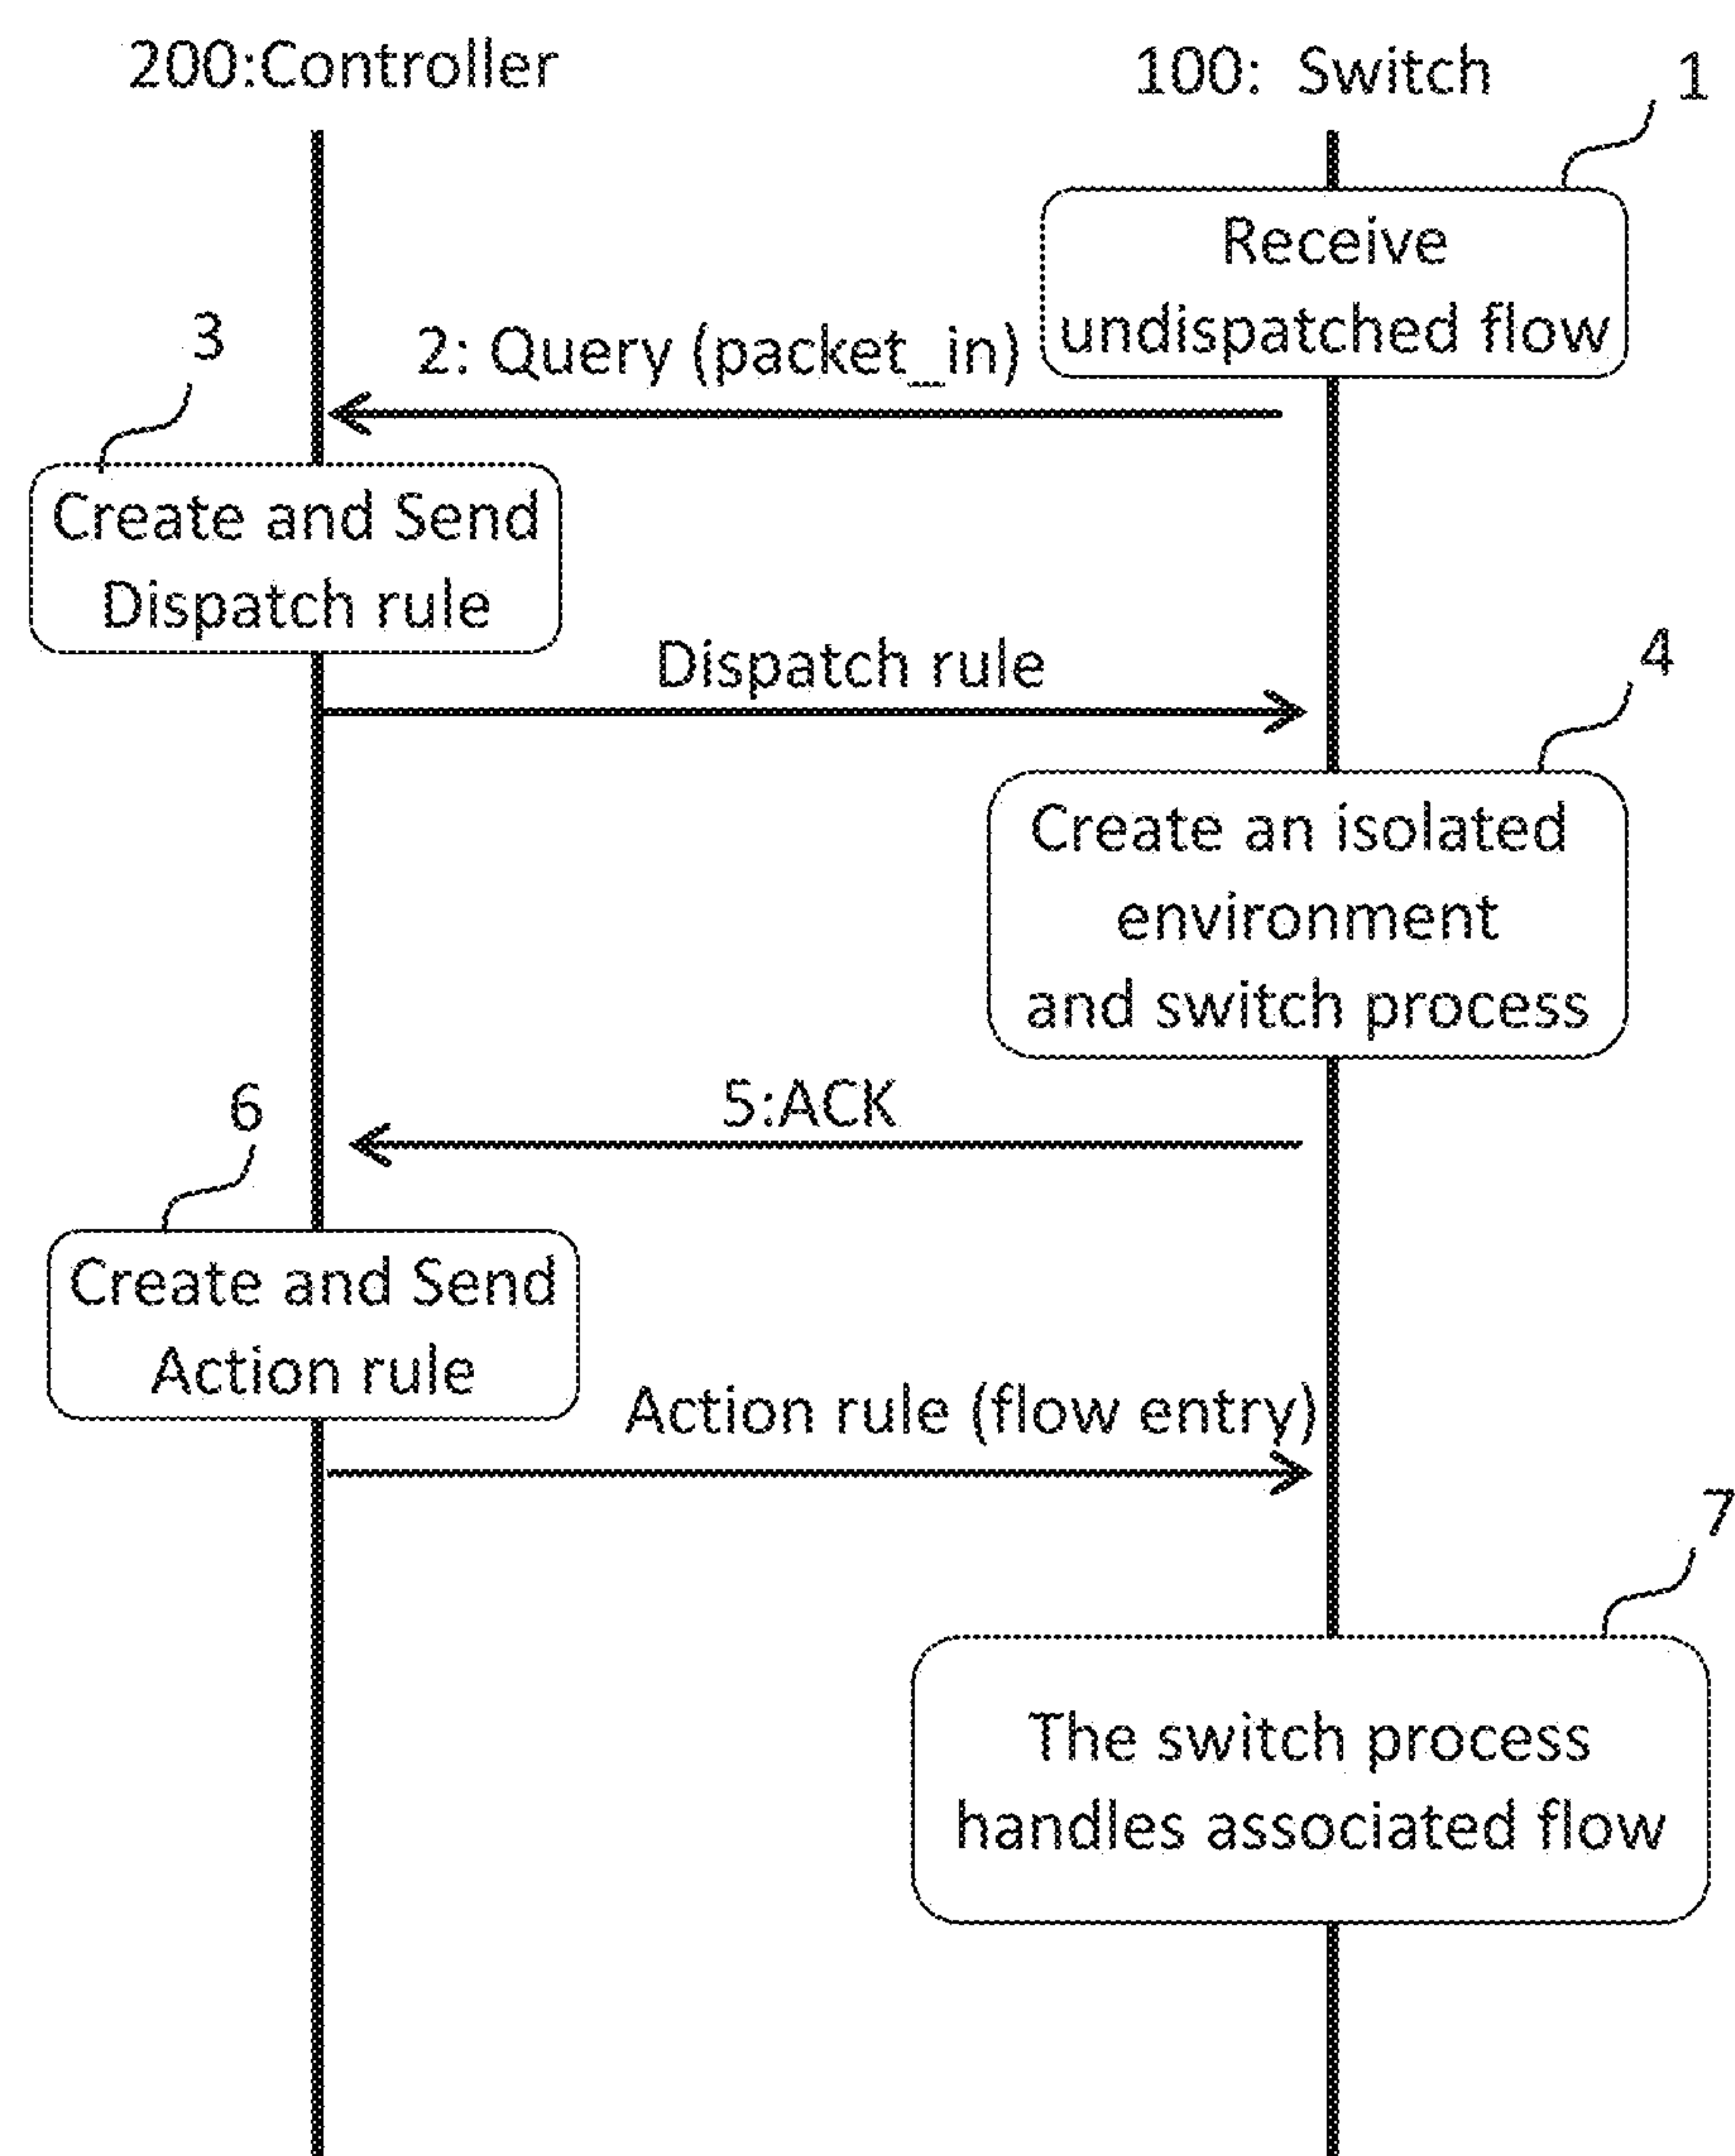 200:Controller
100: Switch
1
Receive
undispatched flow
2: Query (packet_in)
3
Create and Send
Dispatch rule
Dispatch rule
4
Create an isolated
environment
and switch process
5:ACK
6
Create and Send
Action rule
Action rule (flow entry)
7
The switch process
handles associated flow